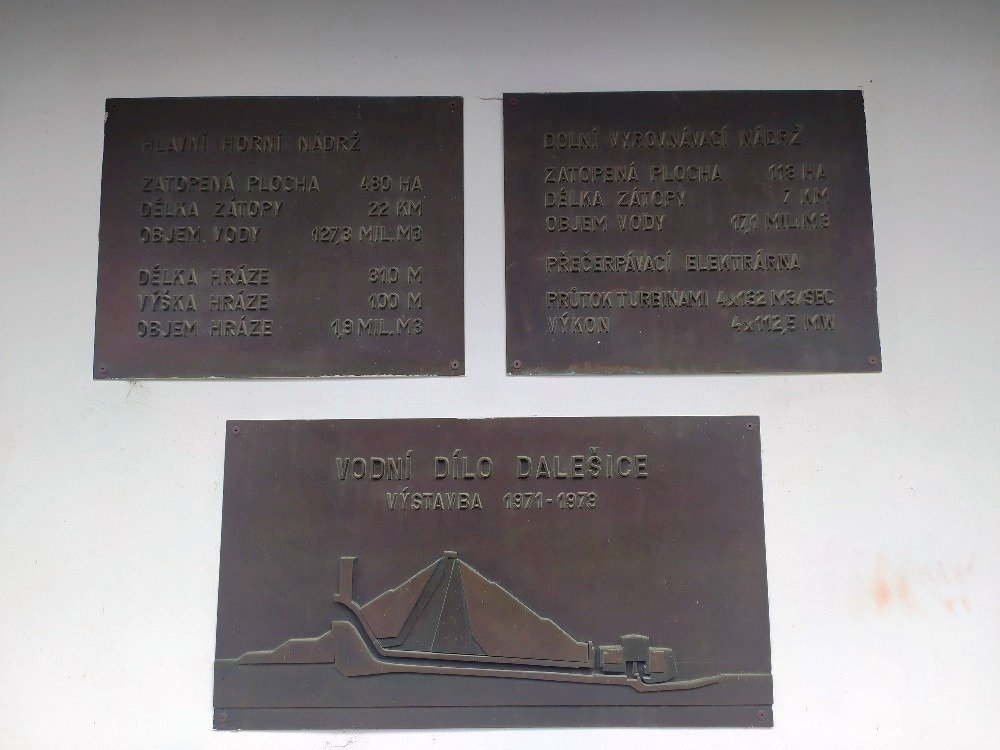 HLAVNÍ HORNÍ NÁDRŽ
ZATOPENÁ PLOCHA 480 HA
DÉLKA ZÁTOPY 22 KM
OBJEM VODY 127,3 MIL.M3
DÉLKA HRÁZE 310 M
VÝŠKA HRÁZE 100 M
OBJEM HRÁZE 1,9 MIL.M3
DOLNÍ VYROVNÁVACÍ NÁDRŽ
ZATOPENÁ PLOCHA 118 HA
DÉLKA ZÁTOPY 7 KM
OBJEM VODY 17,1 MIL.M3
PŘEČERPÁVACÍ ELEKTRÁRNA
PRŮTOK TURBINAMI 4x132 M3/SEC
VÝKON 4x112,5 MW
VODNÍ DÍLO DALEŠICE
VÝSTAVBA 1971-1979